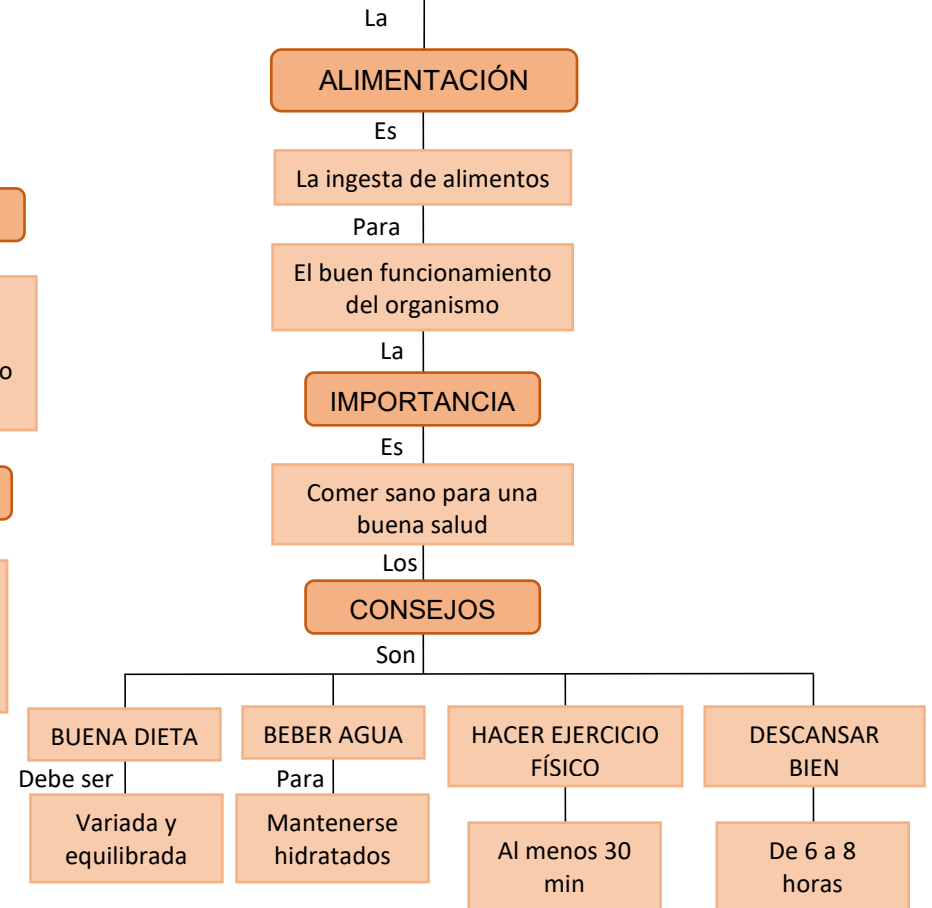 La
ALIMENTACIÓN
Es
La ingesta de alimentos
Para
El buen funcionamiento
del organismo
La
IMPORTANCIA
Es
Comer sano para una
buena salud
Los
CONSEJOS
Son
BUENA DIETA
BEBER AGUA
HACER EJERCICIO
FÍSICO
DESCANSAR
BIEN
Debe ser
Para
Variada y
equilibrada
Mantenerse
hidratados
Al menos 30
min
De 6 a 8
horas